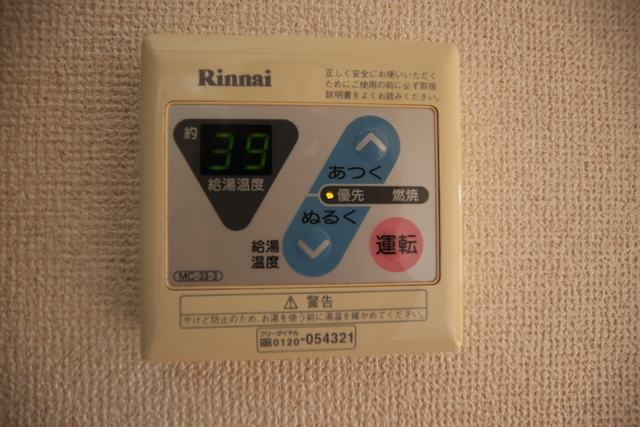 Rinnai
正しく安全にお使いいただく
ためにご使用の前に必ず取扱
説明書をよくお読みください。
約
39
給湯温度
あつく
優先 燃焼
ぬるく
給湯
温度
運転
MC-33-3
警告
やけど防止のため、お湯を使う前に湯温を確かめてください。
フリーダイヤル
0120-054321